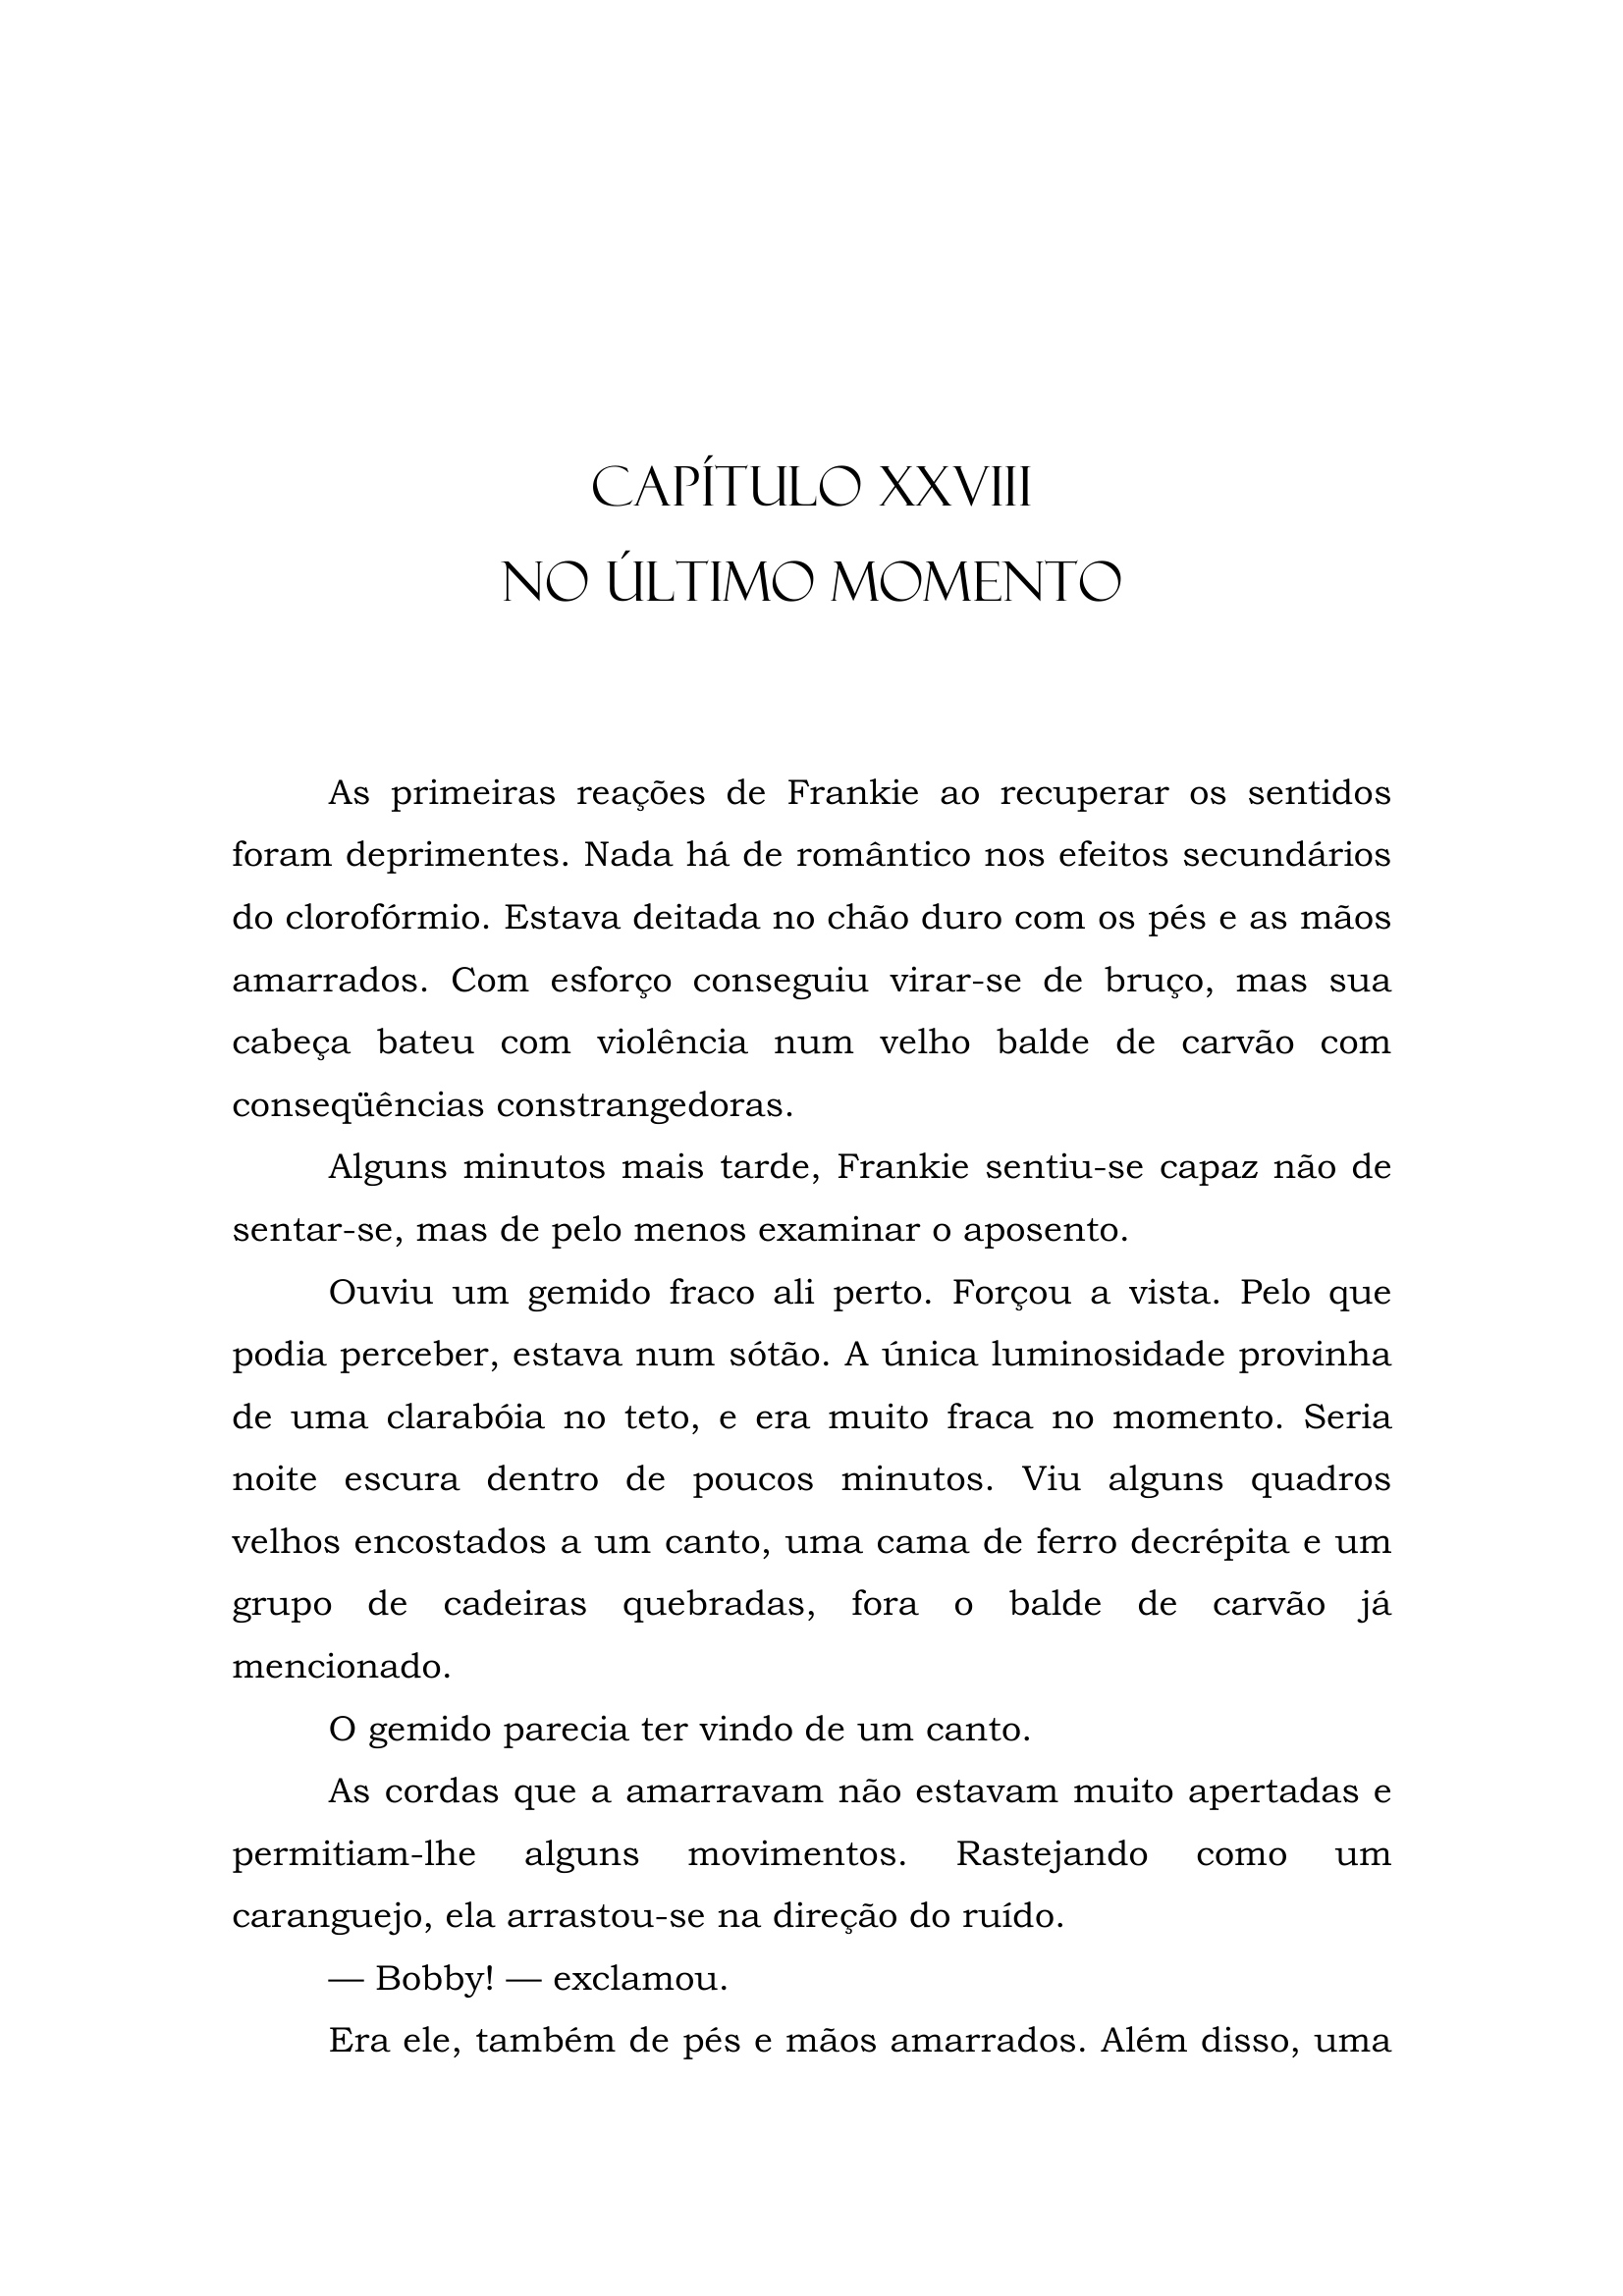 CAPÍTULO XXVIII
NO ÚLTIMO MOMENTO
As primeiras reações de Frankie ao recuperar os sentidos
foram deprimentes. Nada há de romântico nos efeitos secundários
do clorofórmio. Estava deitada no chão duro com os pés e as mãos
amarrados. Com esforço conseguiu virar-se de bruço, mas sua
cabeça bateu com violência num velho balde de carvão com
conseqüências constrangedoras.
Alguns minutos mais tarde, Frankie sentiu-se capaz não de
sentar-se, mas de pelo menos examinar o aposento.
Ouviu um gemido fraco ali perto. Forçou a vista. Pelo que
podia perceber, estava num sótão. A única luminosidade provinha
de uma clarabóia no teto, e era muito fraca no momento. Seria
noite escura dentro de poucos minutos. Viu alguns quadros
velhos encostados a um canto, uma cama de ferro decrépita e um
grupo de cadeiras quebradas, fora o balde de carvão já
mencionado.
O gemido parecia ter vindo de um canto.
As cordas que a amarravam não estavam muito apertadas e
permitiam-lhe alguns movimentos. Rastejando como um
caranguejo, ela arrastou-se na direção do ruído.
— Bobby! — exclamou.
Era ele, também de pés e mãos amarrados. Além disso, uma